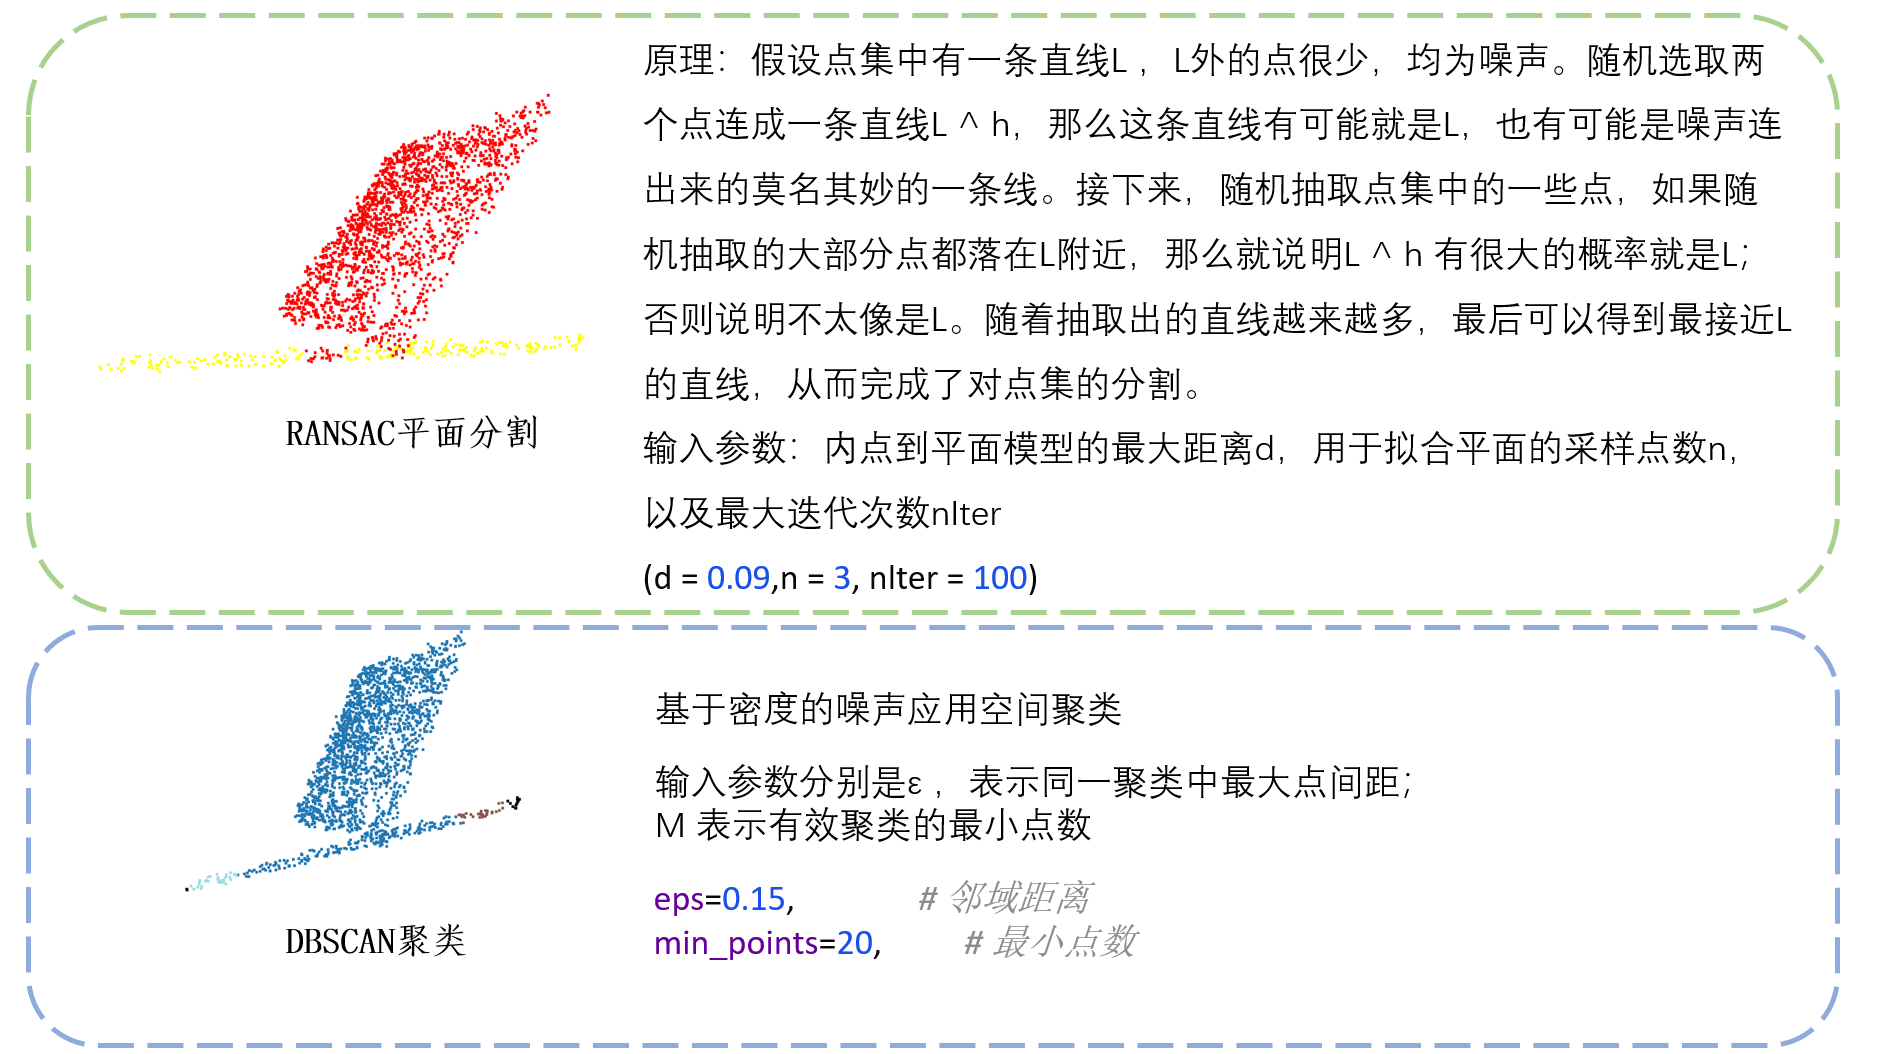 原理：假设点集中有一条直线L ，L外的点很少，均为噪声。随机选取两
个点连成一条直线L ^ h，那么这条直线有可能就是L，也有可能是噪声连
出来的莫名其妙的一条线。接下来，随机抽取点集中的一些点，如果随
机抽取的大部分点都落在L附近，那么就说明L ^ h 有很大的概率就是L；
否则说明不太像是L。随着抽取出的直线越来越多，最后可以得到最接近L
的直线，从而完成了对点集的分割。
RANSAC平面分割
输入参数：内点到平面模型的最大距离d，用于拟合平面的采样点数n，
以及最大迭代次数nIter
(d = 0.09,n = 3, nIter = 100)
基于密度的噪声应用空间聚类
输入参数分别是ε ，表示同一聚类中最大点间距；
M 表示有效聚类的最小点数
eps=0.15, # 邻域距离
min_points=20, # 最小点数
DBSCAN聚类